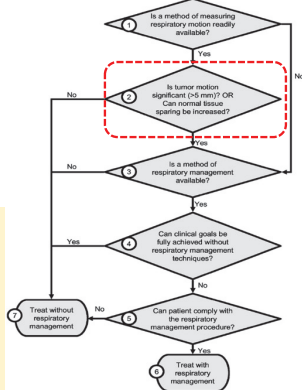 Is a method of measuring
respiratory motion readily
available?
1
Yes
No
Is tumor motion
significant (>5 mm)? OR
Can normal tissue
sparing be increased?
2
No
Yes
Is a method of
respiratory management
available?
3
No
Yes
Can clinical goals be
fully achieved without
respiratory management
techniques?
4
Yes
No
Can patient comply with
the respiratory
management procedure?
5
No
Treat without
respiratory
management
7
Yes
Treat with
respiratory
management
6